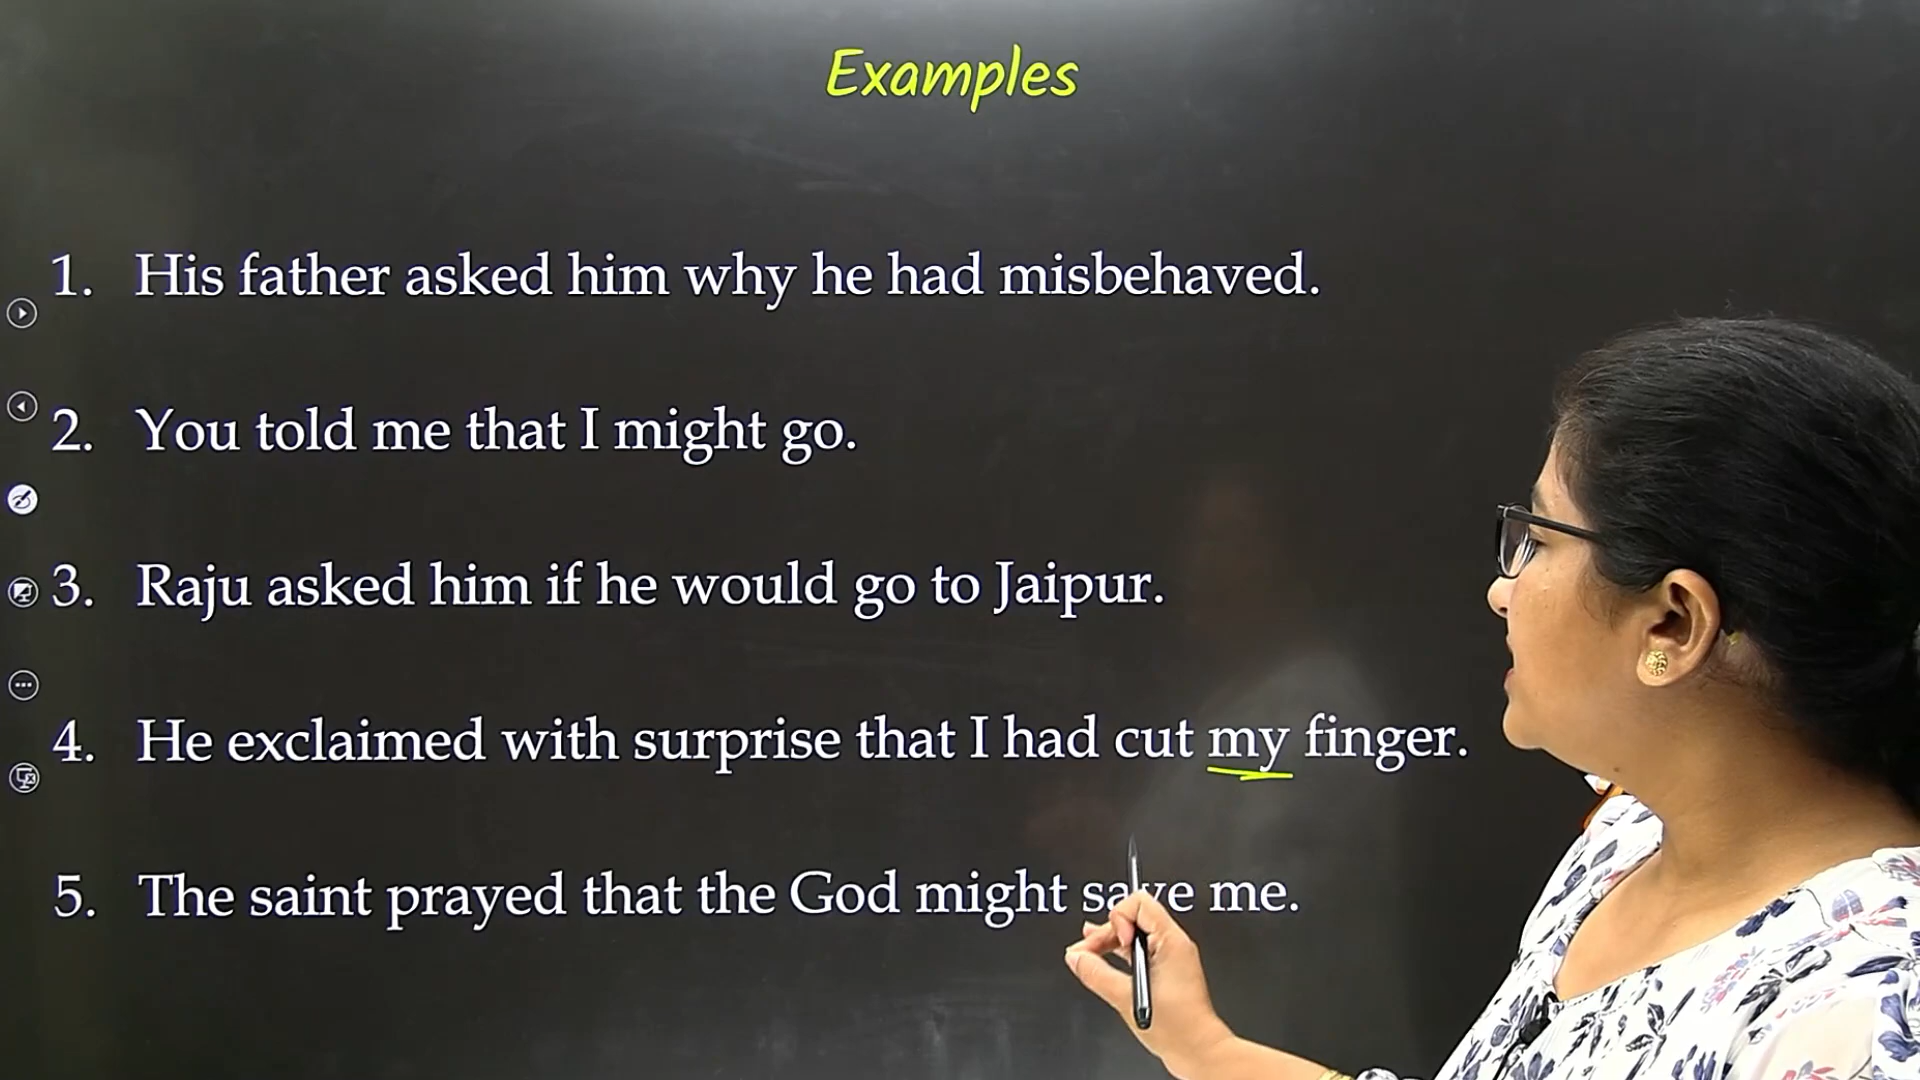 Examples
1. His father asked him why he had misbehaved.
2. You told me that I might go.
3. Raju asked him if he would go to Jaipur.
4. He exclaimed with surprise that I had cut my finger.
5. The saint prayed that the God might save me.